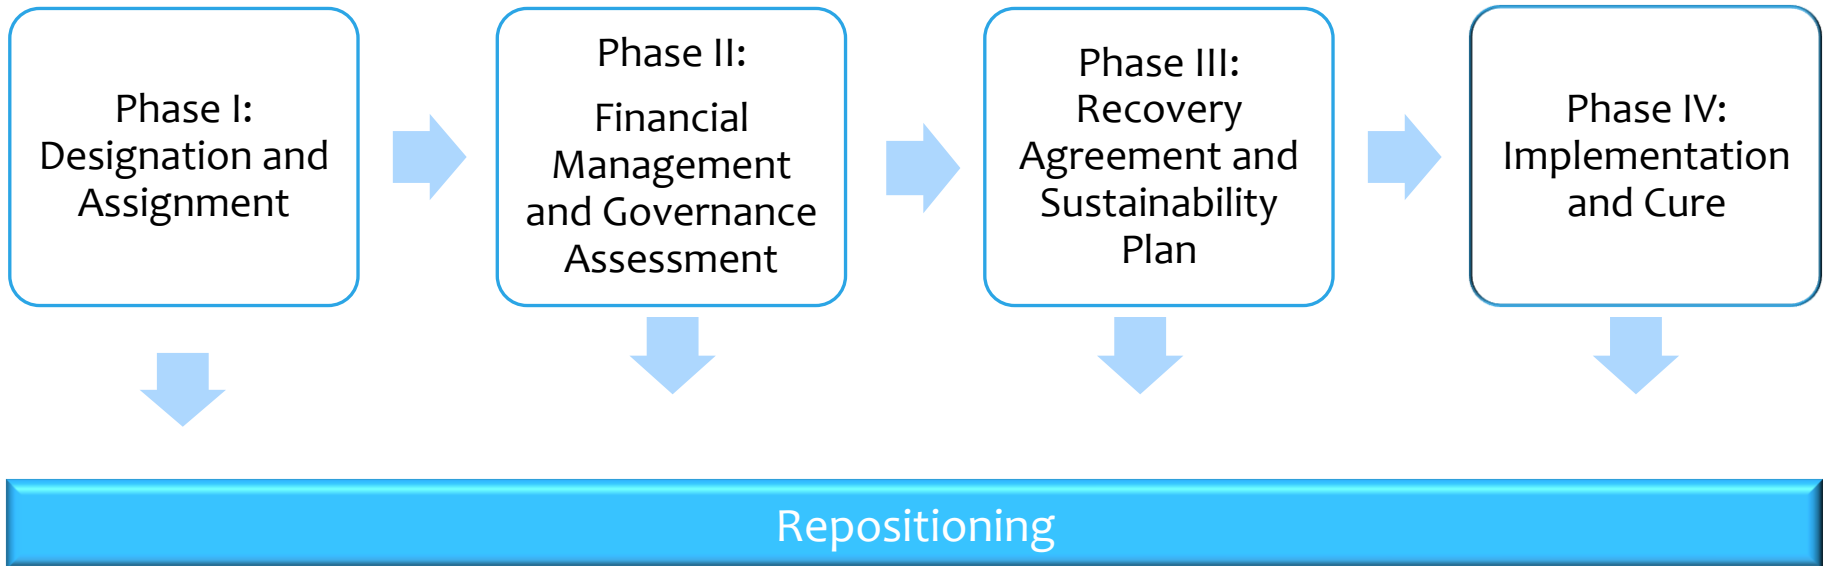 Phase I:
Designation and
Assignment
Phase II:
Financial
Management
and Governance
Assessment
Phase III:
Recovery
Agreement and
Sustainability
Plan
Phase IV:
Implementation
and Cure
Repositioning